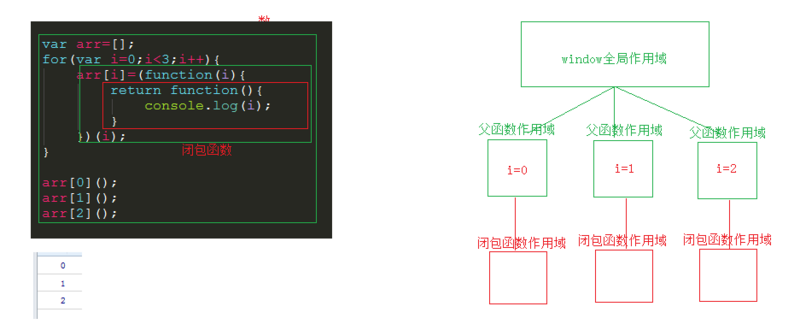 数
var arr=[];
for(var i=0;i<3;i++){
arr[i]=(function(i){
return function(){
console.log(i);
}
})(i);
闭包函数
}
arr[0]();
arr[1]();
arr[2]();
0
1
2
window全局作用域
父函数作用域
父函数作用域
父函数作用域
i=0
i=1
i=2
闭包函数作用域
闭包函数作用域
闭包函数作用域